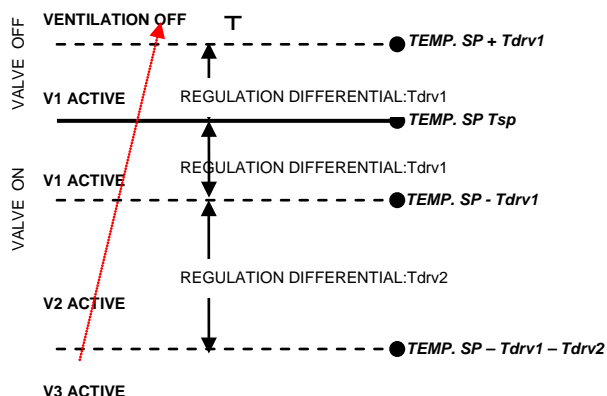 VENTILATION OFF T
TEMP. SP + Tdrv1
VALVE OFF
V1 ACTIVE
REGULATION DIFFERENTIAL:Tdrv1
TEMP. SP Tsp
REGULATION DIFFERENTIAL:Tdrv1
V1 ACTIVE
VALVE ON
TEMP. SP - Tdrv1
REGULATION DIFFERENTIAL:Tdrv2
V2 ACTIVE
TEMP. SP – Tdrv1 – Tdrv2
V3 ACTIVE